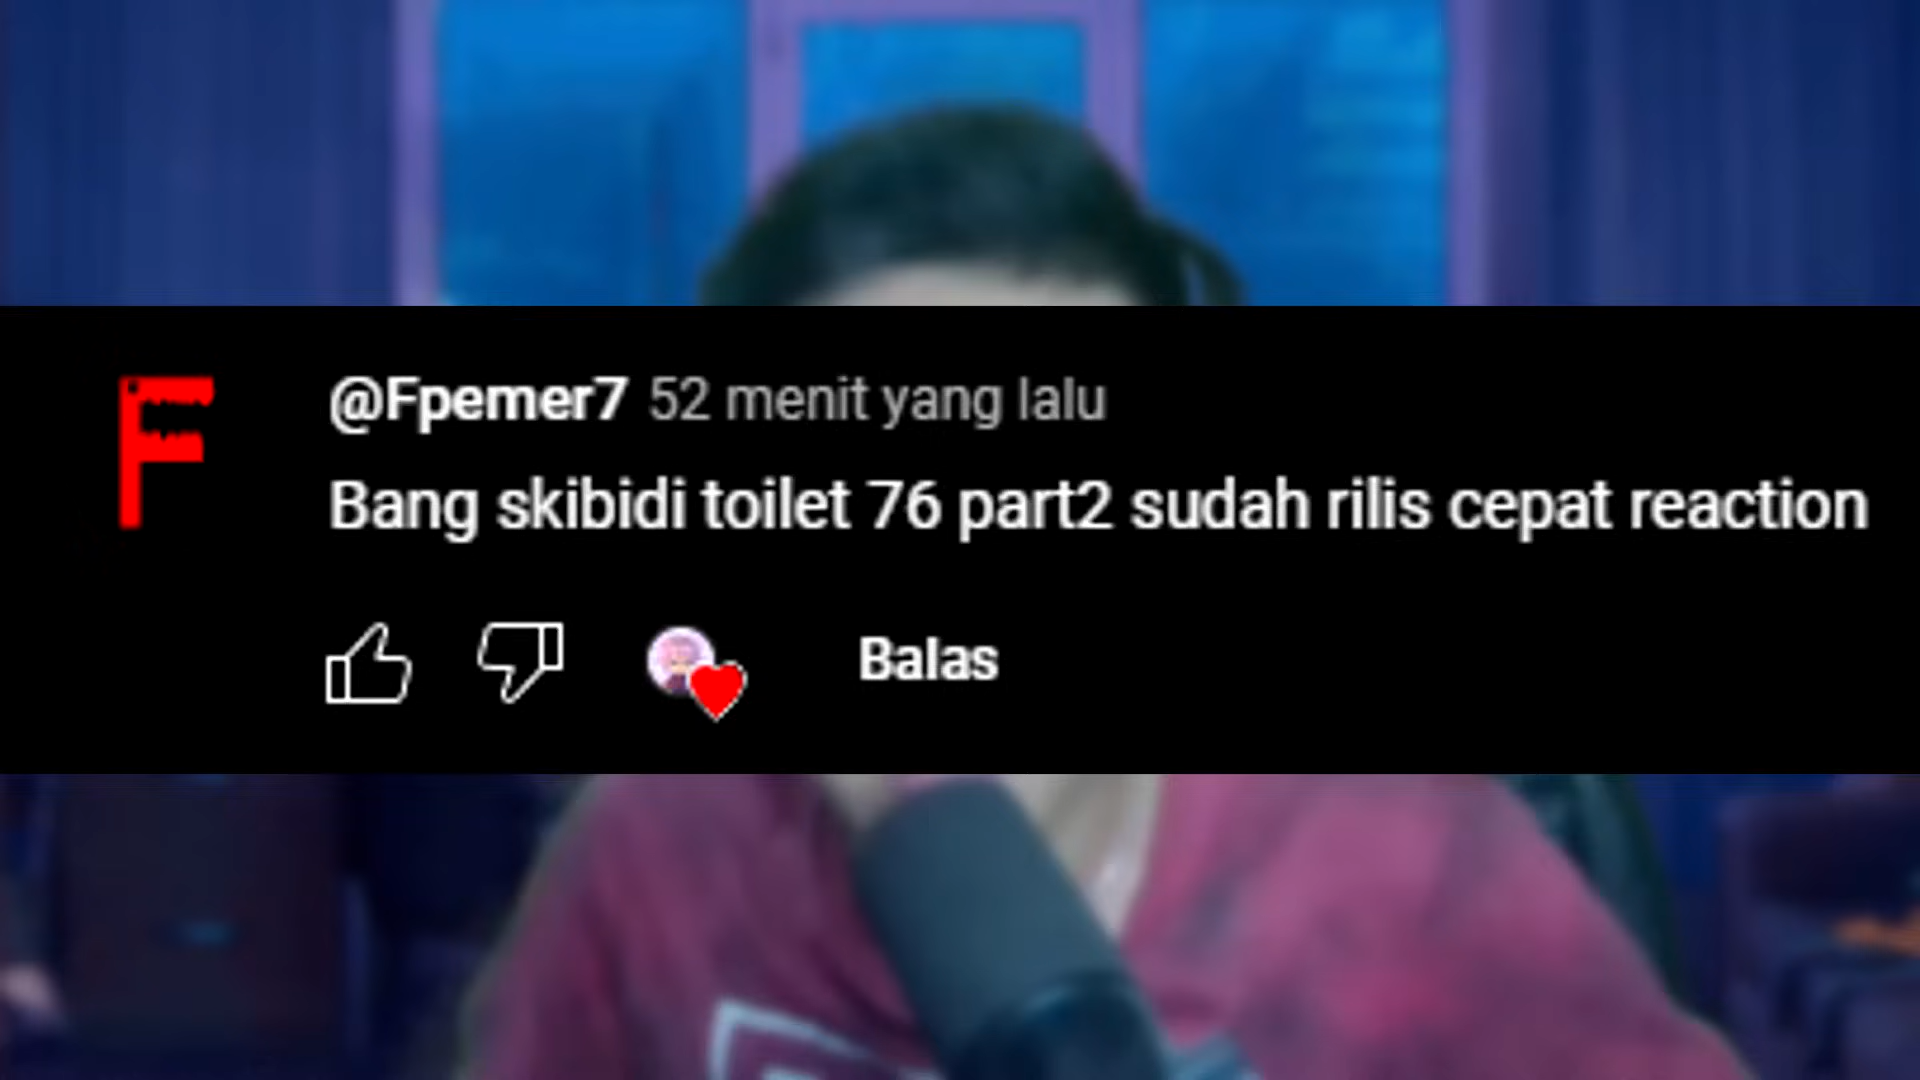 F
@Fpemer7 52 menit yang lalu
Bang skibidi toilet 76 part2 sudah rilis cepat reaction
Balas